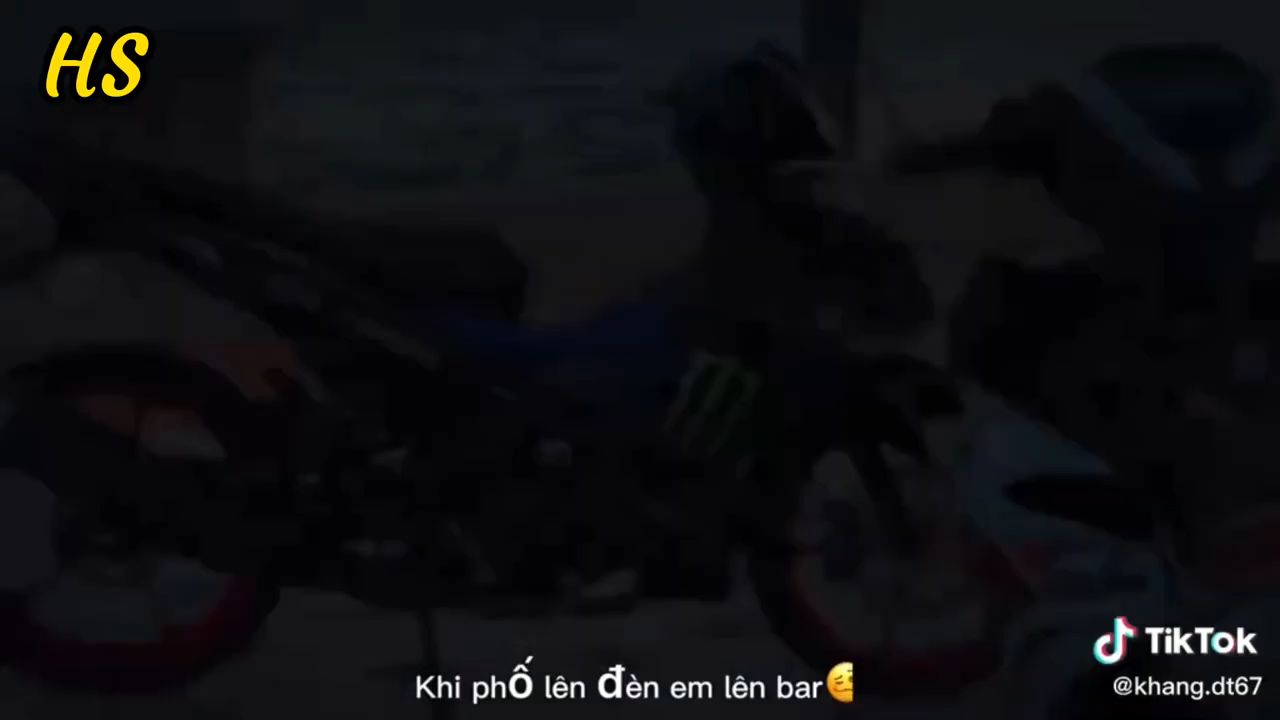 HS
Khi phố lên đèn em lên bar🥴
TikTok
@khang.dt67